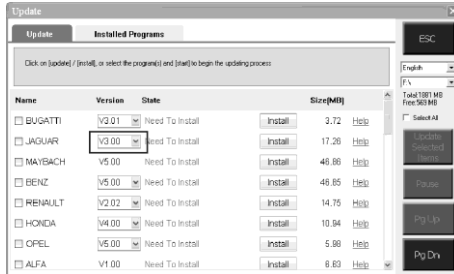 Update
Update Installed Programs
ESC
Click on [update] / [install], or select the program(s) and [start] to begin the updating process
English
F:\
Total:1881 MB
Free:569 MB
Select All
Name Version State Size(MB)
BUGATTI V3.01 Need To Install Install 3.72 Help
JAGUAR V3.00 Need To Install Install 17.26 Help
Update
Selected
Items
MAYBACH V5.00 Need To Install Install 46.86 Help
BENZ V5.00 Need To Install Install 46.85 Help
Pause
RENAULT V2.02 Need To Install Install 14.75 Help
HONDA V4.00 Need To Install Install 10.94 Help
Pg Up
OPEL V5.00 Need To Install Install 5.98 Help
Pg Dn
ALFA V1.00 Need To Install Install 8.63 Help